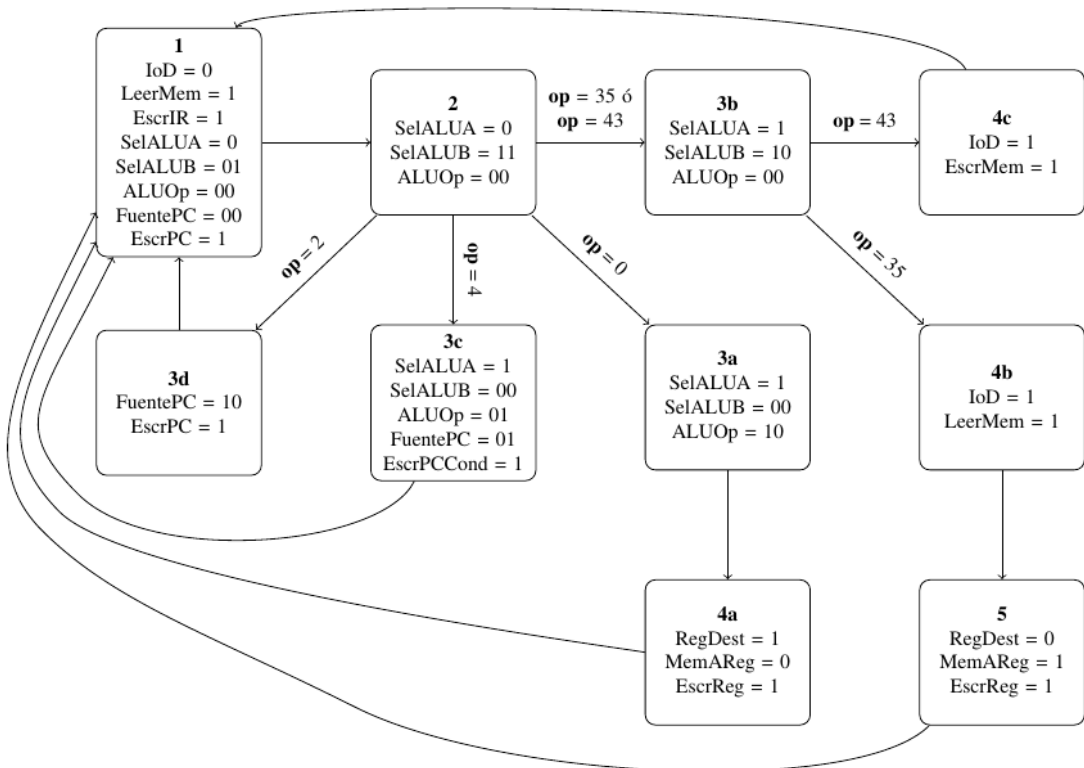 1
IoD = 0
LeerMem = 1
EscrIR = 1
SelALUA = 0
SelALUB = 01
ALUOp = 00
FuentePC = 00
EscrPC = 1
2
SelALUA = 0
SelALUB = 11
ALUOp = 00
op = 35 ó
op = 43
3b
SelALUA = 1
SelALUB = 10
ALUOp = 00
op = 43
4c
IoD = 1
EscrMem = 1
op = 2
op = 4
op = 0
op = 35
3d
FuentePC = 10
EscrPC = 1
3c
SelALUA = 1
SelALUB = 00
ALUOp = 01
FuentePC = 01
EscrPCCond = 1
3a
SelALUA = 1
SelALUB = 00
ALUOp = 10
4b
IoD = 1
LeerMem = 1
4a
RegDest = 1
MemAReg = 0
EscrReg = 1
5
RegDest = 0
MemAReg = 1
EscrReg = 1